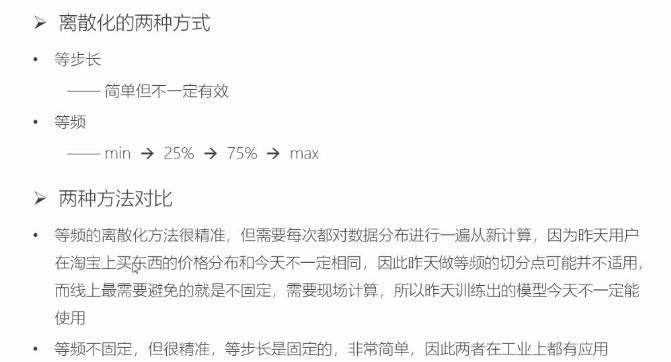 ➢ 离散化的两种方式
• 等步长
—— 简单但不一定有效
• 等频
—— min → 25% → 75% → max
➢ 两种方法对比
• 等频的离散化方法很精准，但需要每次都对数据分布进行一遍从新计算，因为昨天用户
在淘宝上买东西的价格分布和今天不一定相同，因此昨天做等频的切分点可能并不适用，
而线上最需要避免的就是不固定，需要现场计算，所以昨天训练出的模型今天不一定能
使用
• 等频不固定，但很精准，等步长是固定的，非常简单，因此两者在工业上都有应用